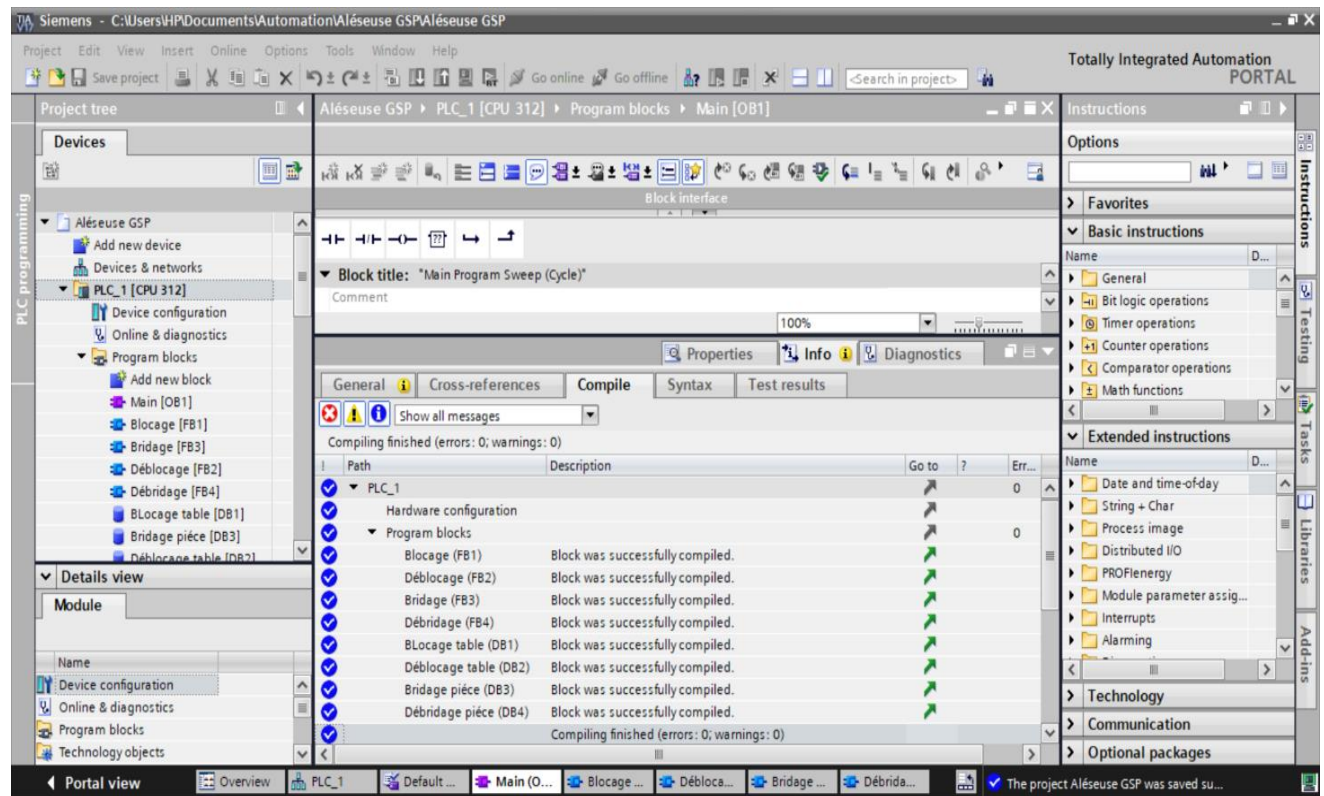 Siemens - C:\Users\HP\Documents\Automation\Aléseuse GSP\Aléseuse GSP
Project Edit View Insert Online Options Tools Window Help
Totally Integrated Automation
PORTAL
Save project
Go online
Go offline
<Search in project>
Project tree
Devices
PLC programming
Aléseuse GSP
Add new device
Devices & networks
PLC_1 [CPU 312]
Device configuration
Online & diagnostics
Program blocks
Add new block
Main [OB1]
Blocage [FB1]
Bridage [FB3]
Déblocage [FB2]
Débridage [FB4]
BLocage table [DB1]
Bridage piéce [DB3]
Déblocage table [DB2]
Details view
Module
Name
Device configuration
Online & diagnostics
Program blocks
Technology objects
Aléseuse GSP PLC_1 [CPU 312] Program blocks Main [OB1]
Block interface
??
Block title: "Main Program Sweep (Cycle)"
Comment
100%
Properties Info Diagnostics
General Cross-references Compile Syntax Test results
Show all messages
Compiling finished (errors: 0; warnings: 0)
! Path Description Go to ? Err...
PLC_1 0
Hardware configuration
Program blocks 0
Blocage (FB1) Block was successfully compiled.
Déblocage (FB2) Block was successfully compiled.
Bridage (FB3) Block was successfully compiled.
Débridage (FB4) Block was successfully compiled.
BLocage table (DB1) Block was successfully compiled.
Déblocage table (DB2) Block was successfully compiled.
Bridage piéce (DB3) Block was successfully compiled.
Débridage piéce (DB4) Block was successfully compiled.
Compiling finished (errors: 0; warnings: 0)
Instructions
Options
Favorites
Basic instructions
Name D...
General
Bit logic operations
Timer operations
Counter operations
Comparator operations
Math functions
Extended instructions
Name D...
Date and time-of-day
String + Char
Process image
Distributed I/O
PROFIenergy
Module parameter assig...
Interrupts
Alarming
Technology
Communication
Optional packages
Instructions
Testing
Tasks
Libraries
Add-ins
Portal view
Overview
PLC_1
Default ...
Main (O...
Blocage ...
Débloca...
Bridage ...
Débrida...
The project Aléseuse GSP was saved su...